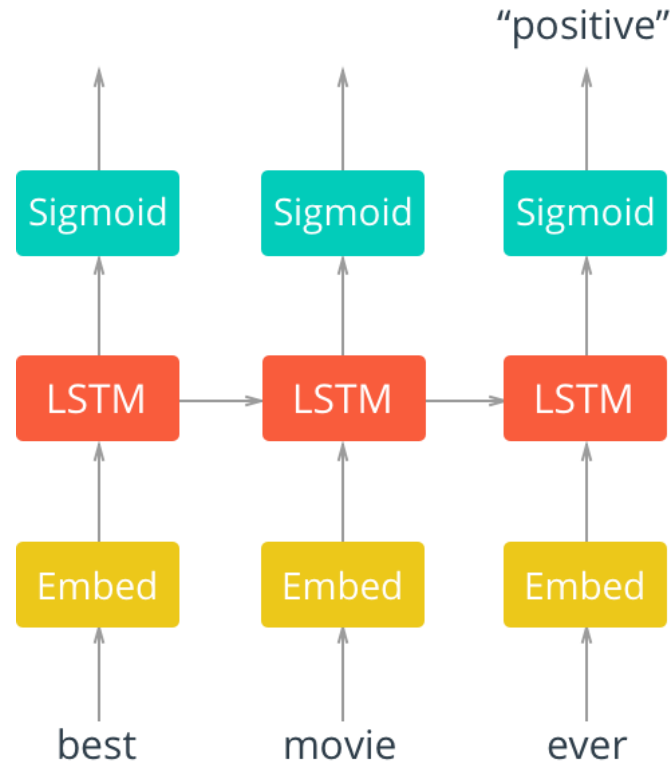 “positive”
Sigmoid Sigmoid Sigmoid
LSTM LSTM LSTM
Embed Embed Embed
best movie ever